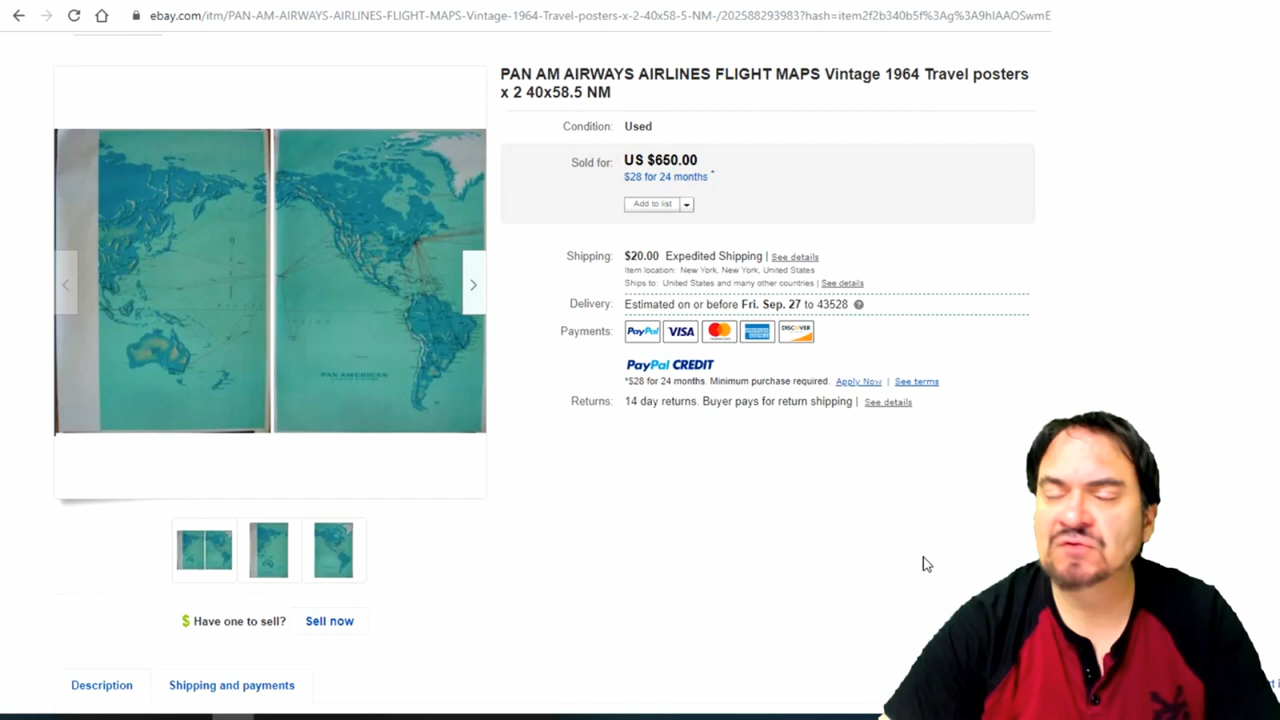 ebay.com/itm/PAN-AM-AIRWAYS-AIRLINES-FLIGHT-MAPS-Vintage-1964-Travel-posters-x-2-40x58-5-NM-/202588293983?hash=item2f2b340b5f%3Ag%3A9hIAAOSwmE
PAN AM AIRWAYS AIRLINES FLIGHT MAPS Vintage 1964 Travel posters
x 2 40x58.5 NM
Condition: Used
Sold for: US $650.00
$28 for 24 months *
Add to list
Shipping: $20.00 Expedited Shipping | See details
Item location: New York, New York, United States
Ships to: United States and many other countries | See details
Delivery: Estimated on or before Fri. Sep. 27 to 43528
Payments: PayPal VISA MasterCard AMERICAN EXPRESS DISCOVER
PayPal CREDIT
*$28 for 24 months. Minimum purchase required. Apply Now | See terms
Returns: 14 day returns. Buyer pays for return shipping | See details
PAN AMERICAN
$ Have one to sell? Sell now
Description
Shipping and payments